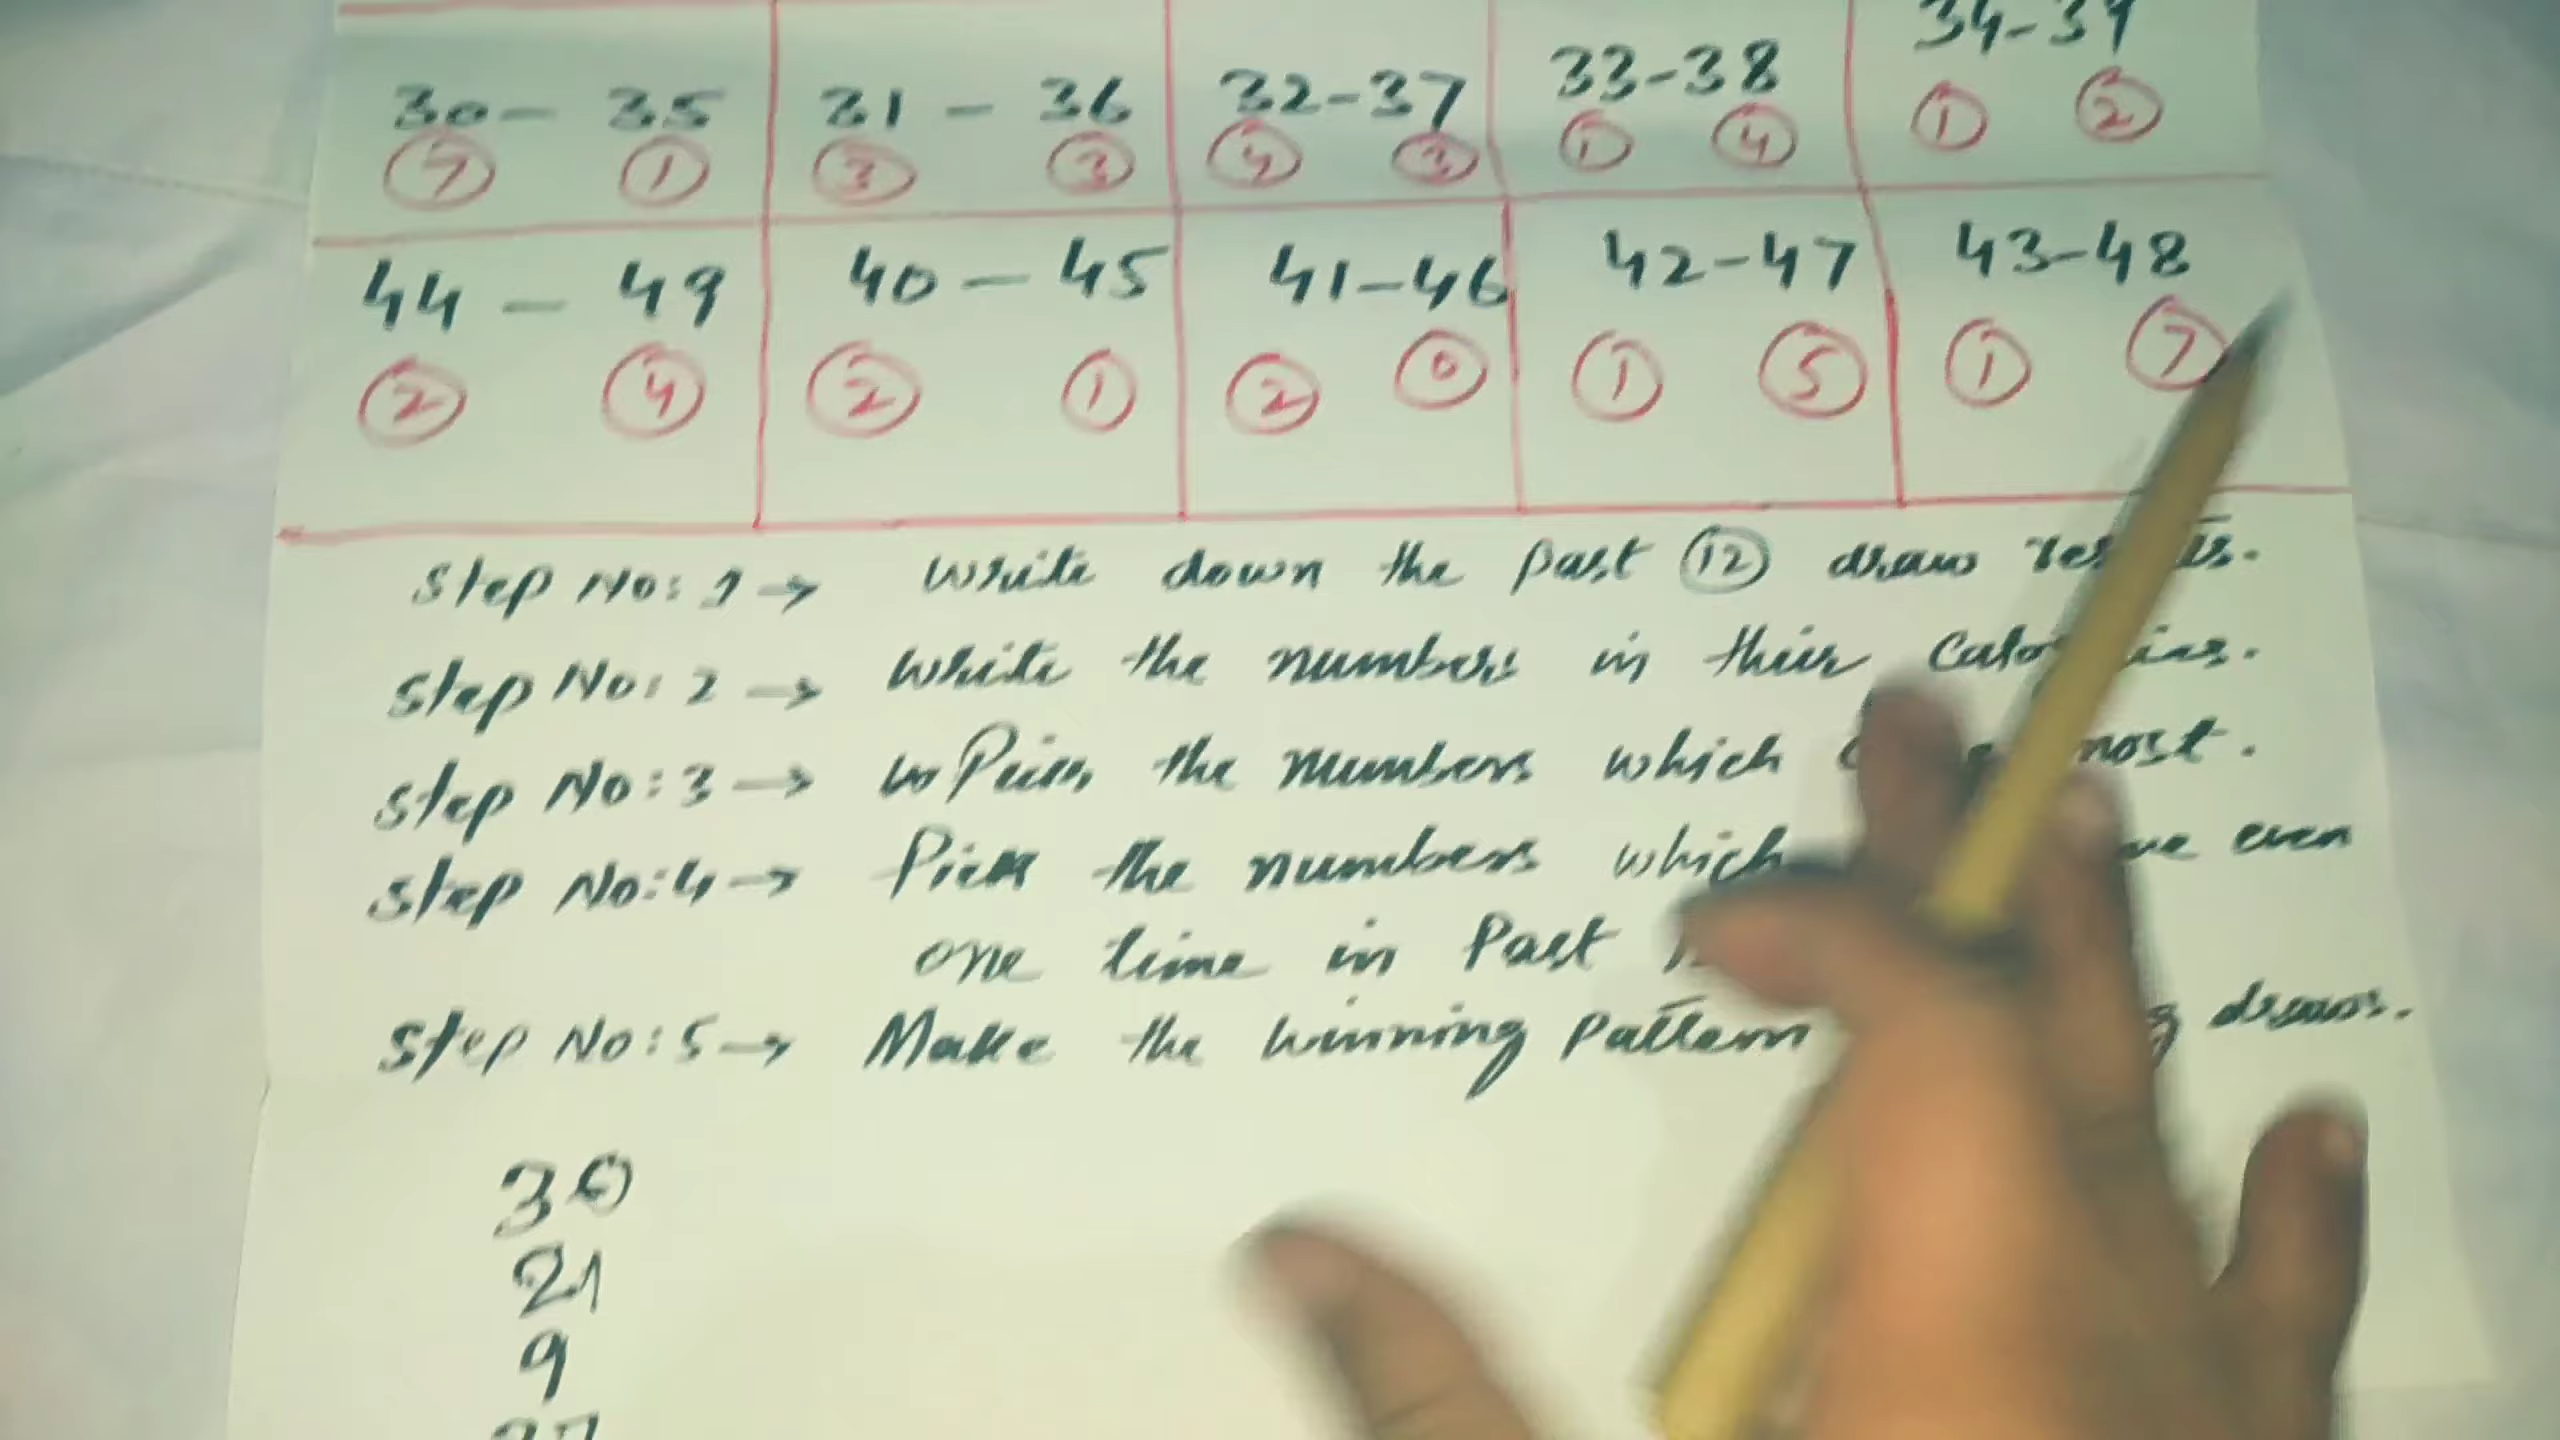 30 - 35 31 - 36 32-37 33-38 34-39
7 1 3 3 4 3 1 4 1 2
44 - 49 40 - 45 41-46 42-47 43-48
2 4 2 1 2 0 1 5 1 7
Step No: 1 → Write down the past 12 draw
Step No: 2 → Write the numbers in their
Step No: 3 → the numbers which most.
Step No: 4 → Pick the numbers which even
one time in Past
Step No: 5 → Make the winning pattern draws.
30
21
9